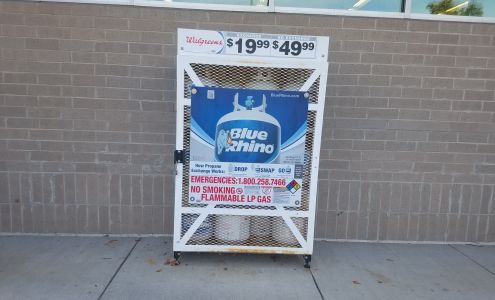 Walgreens $19.99 $49.99
BlueRhino.com
Blue
Rhino
How Propane
Exchange Works: DROP SWAP GO
EMERGENCIES:1.800.258.7466
NO SMOKING
FLAMMABLE LP GAS